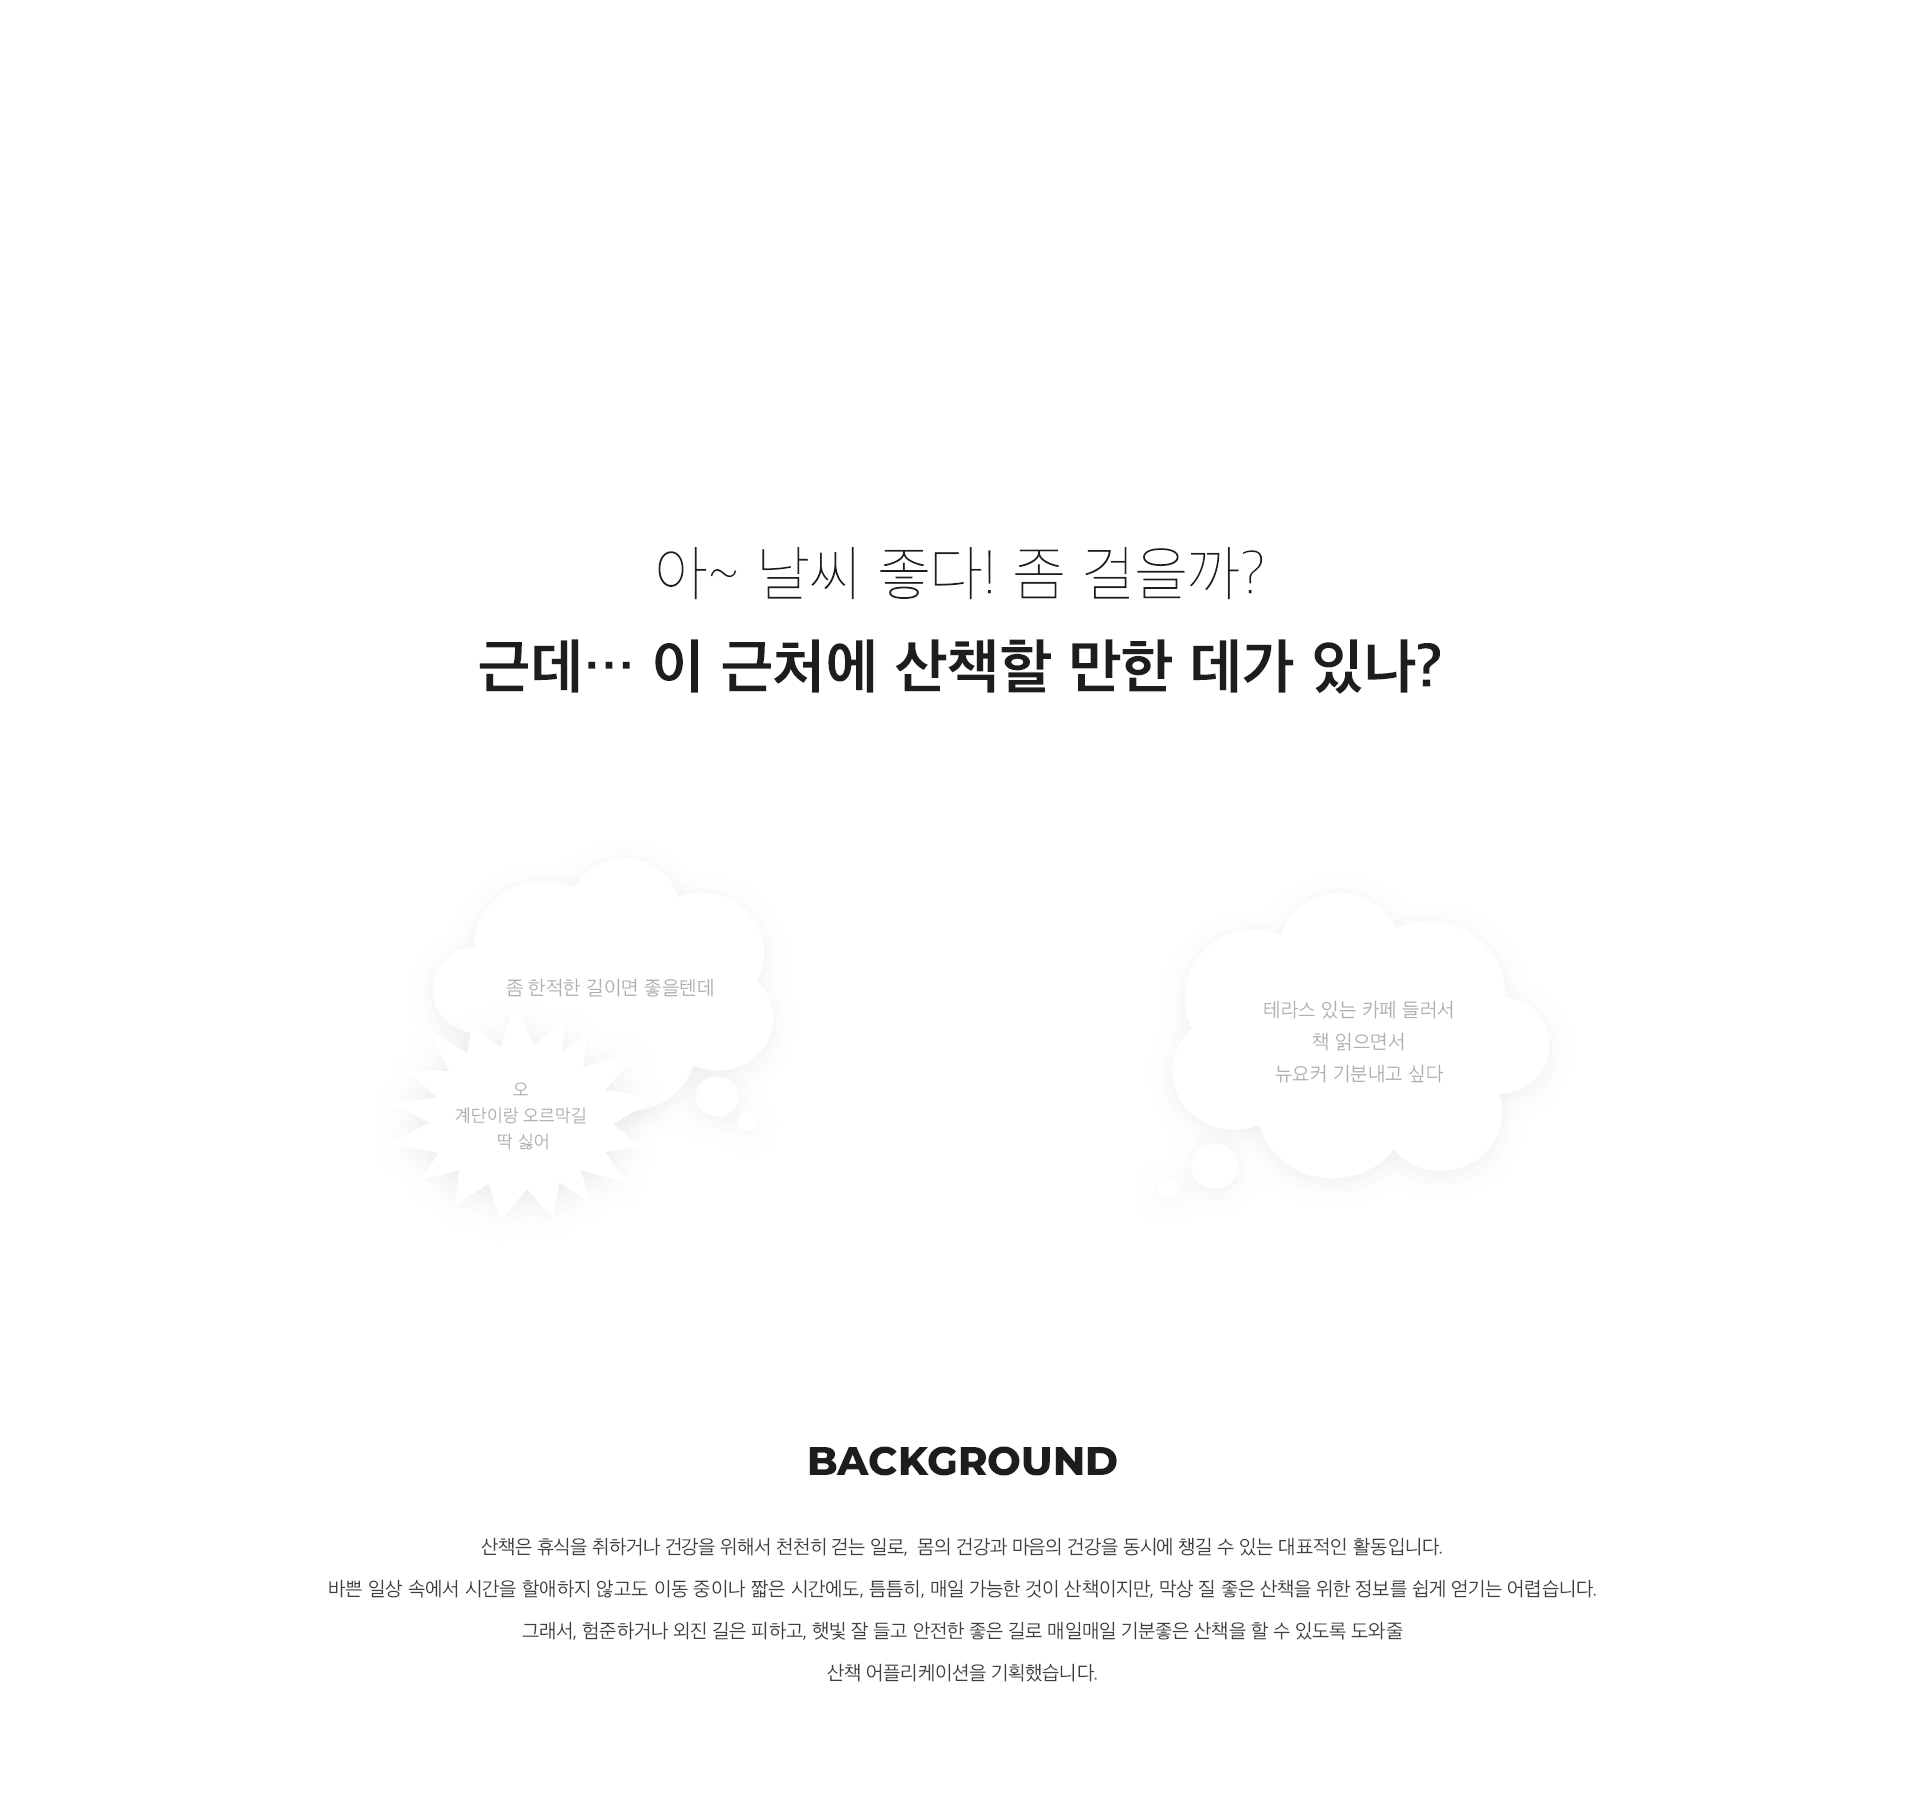 아~ 날씨 좋다! 좀 걸을까?
근데… 이 근처에 산책할 만한 데가 있나?
좀 한적한 길이면 좋을텐데
오
계단이랑 오르막길
딱 싫어
테라스 있는 카페 들러서
책 읽으면서
뉴요커 기분내고 싶다
BACKGROUND
산책은 휴식을 취하거나 건강을 위해서 천천히 걷는 일로, 몸의 건강과 마음의 건강을 동시에 챙길 수 있는 대표적인 활동입니다.
바쁜 일상 속에서 시간을 할애하지 않고도 이동 중이나 짧은 시간에도, 틈틈히, 매일 가능한 것이 산책이지만, 막상 질 좋은 산책을 위한 정보를 쉽게 얻기는 어렵습니다.
그래서, 험준하거나 외진 길은 피하고, 햇빛 잘 들고 안전한 좋은 길로 매일매일 기분좋은 산책을 할 수 있도록 도와줄
산책 어플리케이션을 기획했습니다.